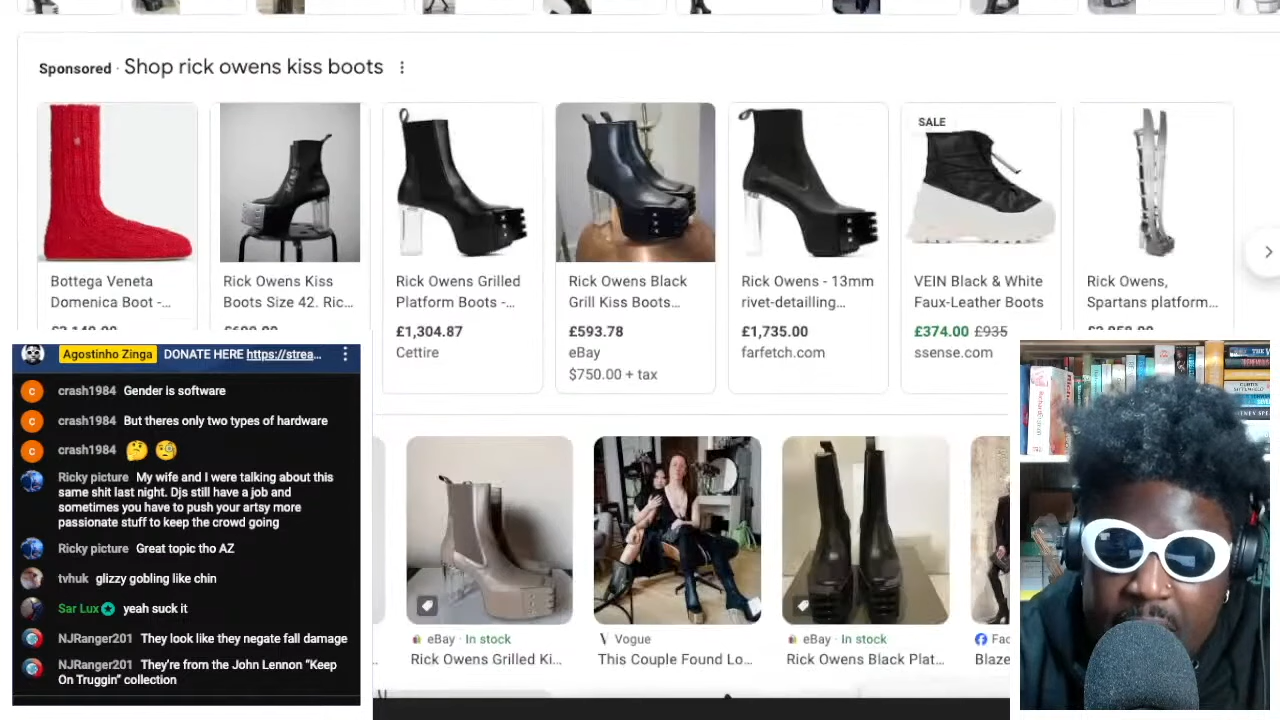 Sponsored · Shop rick owens kiss boots
SALE
Bottega Veneta
Domenica Boot -...
Rick Owens Kiss
Boots Size 42. Ric...
Rick Owens Grilled
Platform Boots -...
£1,304.87
Cettire
Rick Owens Black
Grill Kiss Boots...
£593.78
eBay
$750.00 + tax
Rick Owens - 13mm
rivet-detailling...
£1,735.00
farfetch.com
VEIN Black & White
Faux-Leather Boots
£374.00 £935
ssense.com
Rick Owens,
Spartans platform...
Agostinho Zinga DONATE HERE https://strea...
crash1984 Gender is software
crash1984 But theres only two types of hardware
crash1984 🤔 🧐
Ricky picture My wife and I were talking about this
same shit last night. Djs still have a job and
sometimes you have to push your artsy more
passionate stuff to keep the crowd going
Ricky picture Great topic tho AZ
tvhuk glizzy gobling like chin
Sar Lux yeah suck it
NJRanger201 They look like they negate fall damage
NJRanger201 They're from the John Lennon "Keep
On Truggin" collection
eBay · In stock
Rick Owens Grilled Ki...
Vogue
This Couple Found Lo...
eBay · In stock
Rick Owens Black Plat...
Fac
Blaze